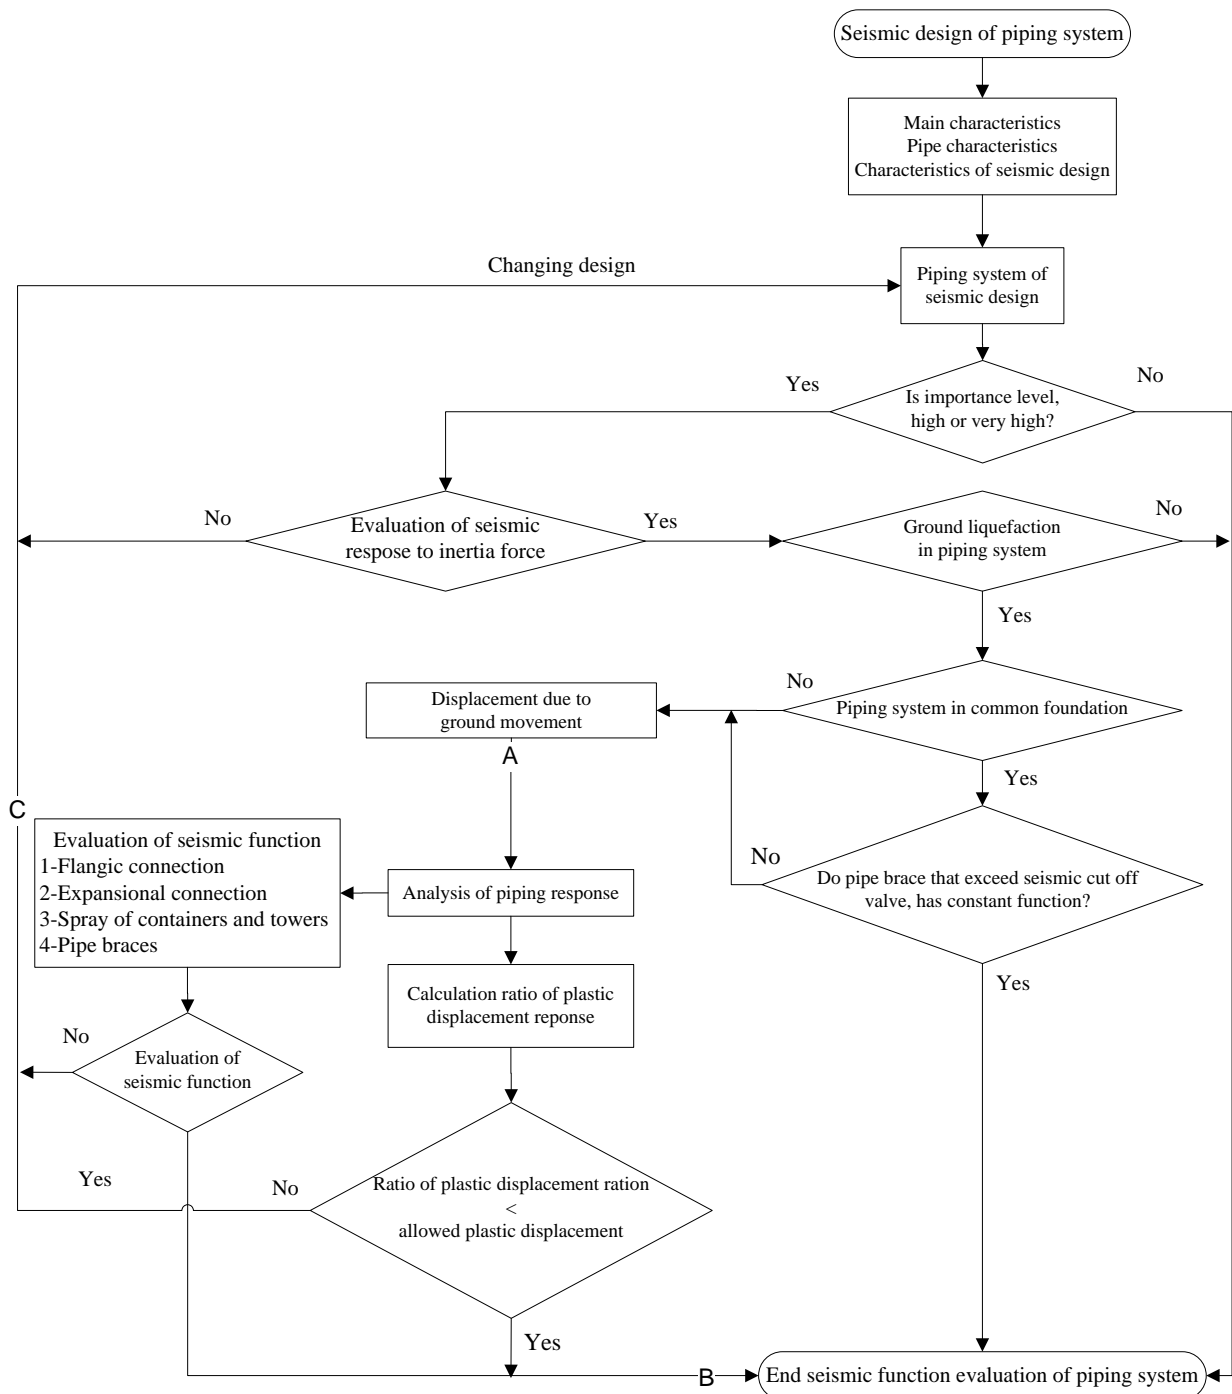 Seismic design of piping system
Main characteristics
Pipe characteristics
Characteristics of seismic design
Changing design
Piping system of
seismic design
Yes
No
Is importance level,
high or very high?
No
Evaluation of seismic
respose to inertia force
Yes
Ground liquefaction
in piping system
No
Yes
Displacement due to
ground movement
No
Piping system in common foundation
A
Yes
C
Evaluation of seismic function
1-Flangic connection
2-Expansional connection
3-Spray of containers and towers
4-Pipe braces
Analysis of piping response
No
Do pipe brace that exceed seismic cut off
valve, has constant function?
Yes
Calculation ratio of plastic
displacement reponse
No
Evaluation of
seismic function
Yes
No
Ratio of plastic displacement ration
<
allowed plastic displacement
Yes
B
End seismic function evaluation of piping system